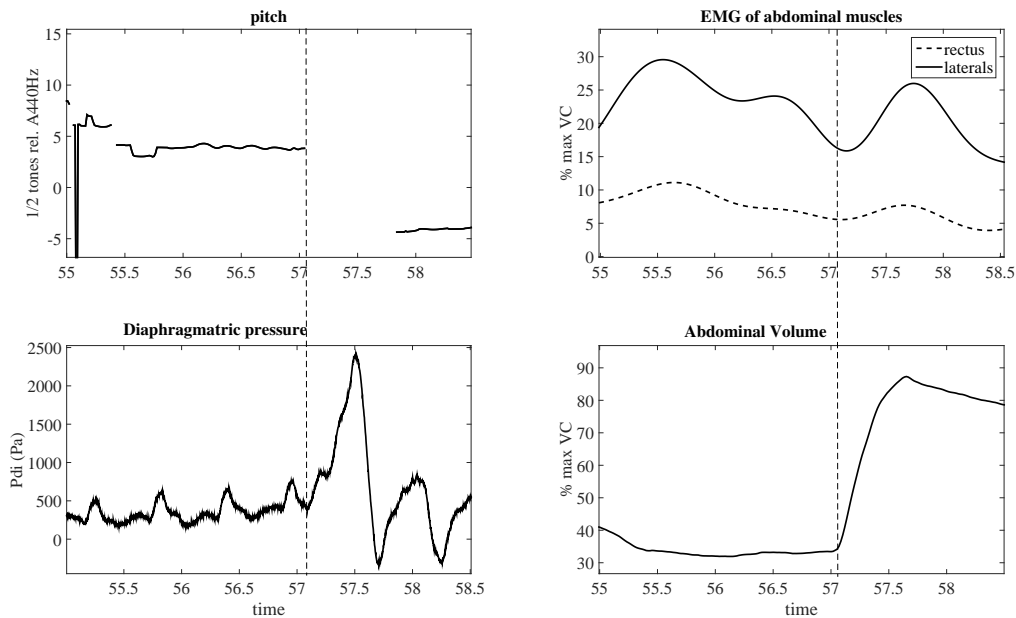 pitch
1/2 tones rel. A440Hz
15
10
5
0
-5
55 55.5 56 56.5 57 57.5 58
EMG of abdominal muscles
rectus
laterals
% max VC
30
25
20
15
10
5
0
55 55.5 56 56.5 57 57.5 58 58.5
Diaphragmatric pressure
Pdi (Pa)
2500
2000
1500
1000
500
0
55.5 56 56.5 57 57.5 58 58.5
time
Abdominal Volume
% max VC
90
80
70
60
50
40
30
55 55.5 56 56.5 57 57.5 58
time